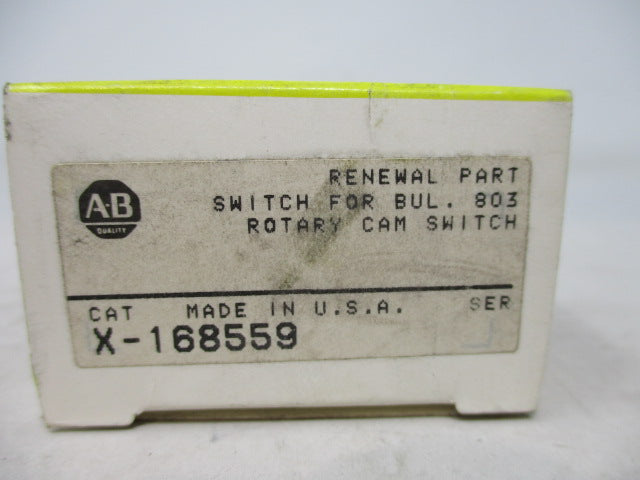 A-B
QUALITY
RENEWAL PART
SWITCH FOR BUL. 803
ROTARY CAM SWITCH
CAT MADE IN U.S.A. SER
X-168559